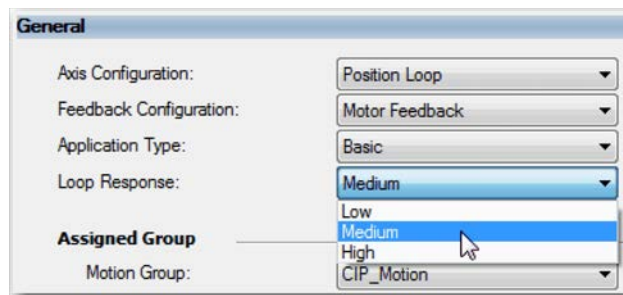 General
Axis Configuration: Position Loop
Feedback Configuration: Motor Feedback
Application Type: Basic
Loop Response: Medium
Low
Medium
High
Assigned Group
Motion Group: CIP_Motion